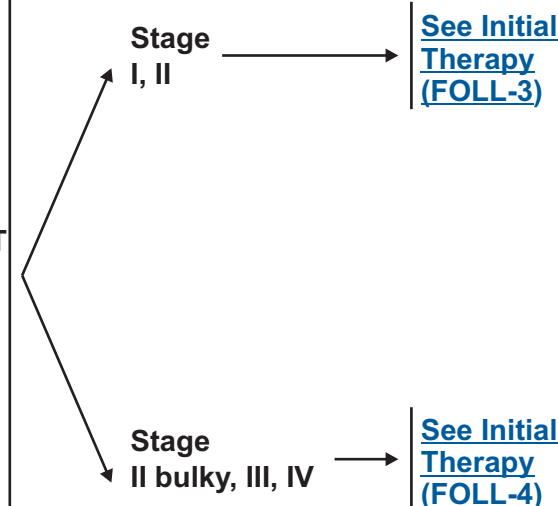 Stage
I, II
See Initial
Therapy
(FOLL-3)
Stage
II bulky, III, IV
See Initial
Therapy
(FOLL-4)